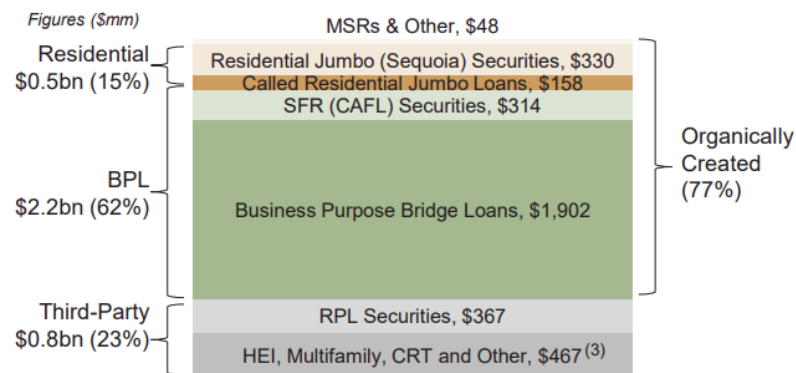 Figures ($mm)
MSRs & Other, $48
Residential
$0.5bn (15%)
Residential Jumbo (Sequoia) Securities, $330
Called Residential Jumbo Loans, $158
SFR (CAFL) Securities, $314
BPL
$2.2bn (62%)
Business Purpose Bridge Loans, $1,902
Organically
Created
(77%)
Third-Party
$0.8bn (23%)
RPL Securities, $367
HEI, Multifamily, CRT and Other, $467 (3)